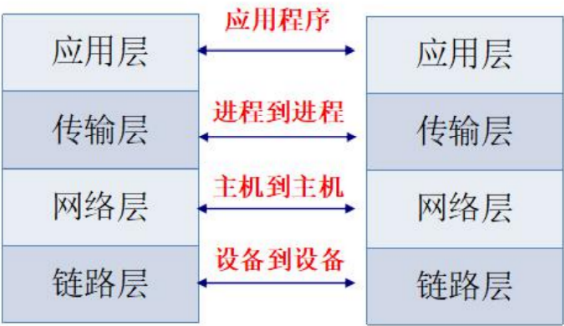 应用程序
应用层
应用层
进程到进程
传输层
传输层
主机到主机
网络层
网络层
设备到设备
链路层
链路层